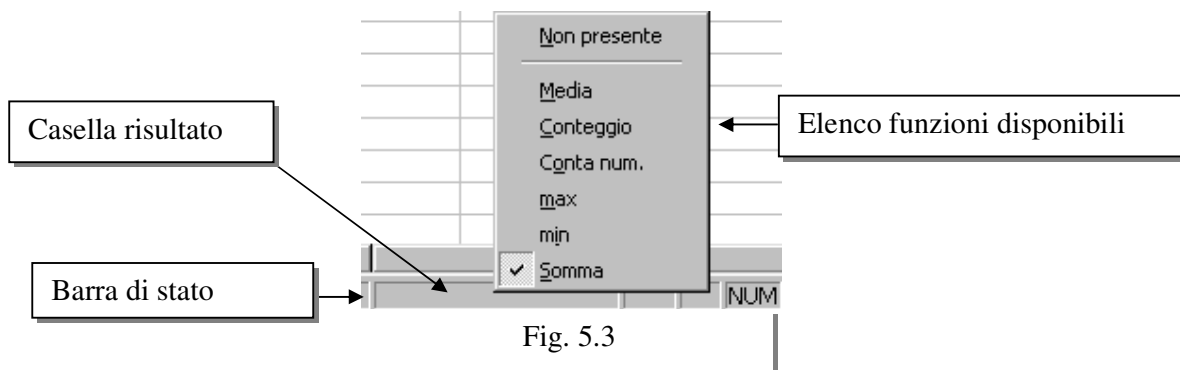 Non presente
Media
Conteggio
Conta num.
max
min
Somma
Casella risultato
Elenco funzioni disponibili
Barra di stato
NUM
Fig. 5.3